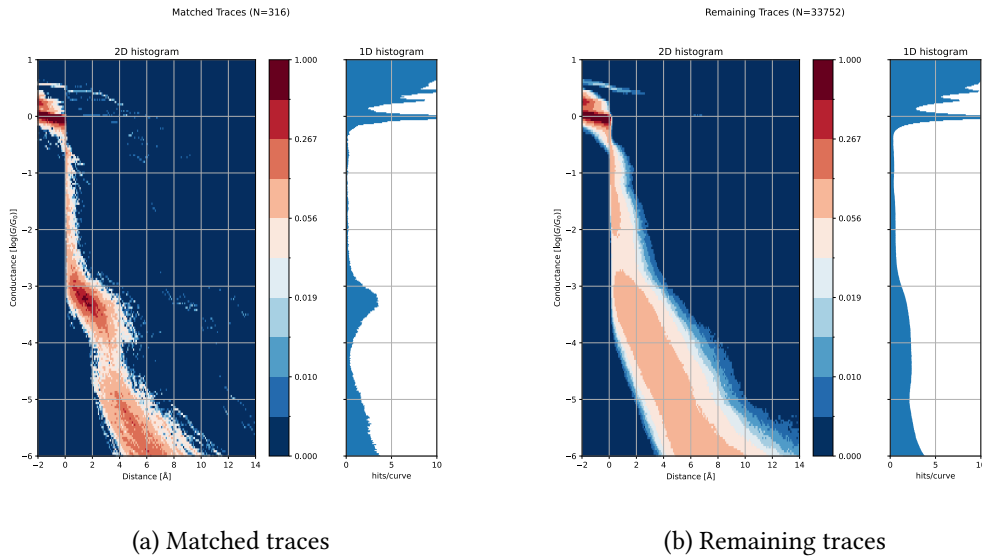 Matched Traces (N=316)
2D histogram
1D histogram
1
0
−1
−2
−3
−4
−5
−6
Conductance [log(G/G₀)]
−2 0 2 4 6 8 10 12 14
Distance [Å]
1.000
0.267
0.056
0.019
0.010
0.000
0 5 10
hits/curve
(a) Matched traces
Remaining Traces (N=33752)
2D histogram
1D histogram
1
0
−1
−2
−3
−4
−5
−6
Conductance [log(G/G₀)]
−2 0 2 4 6 8 10 12 14
Distance [Å]
1.000
0.267
0.056
0.019
0.010
0.000
0 5 10
hits/curve
(b) Remaining traces